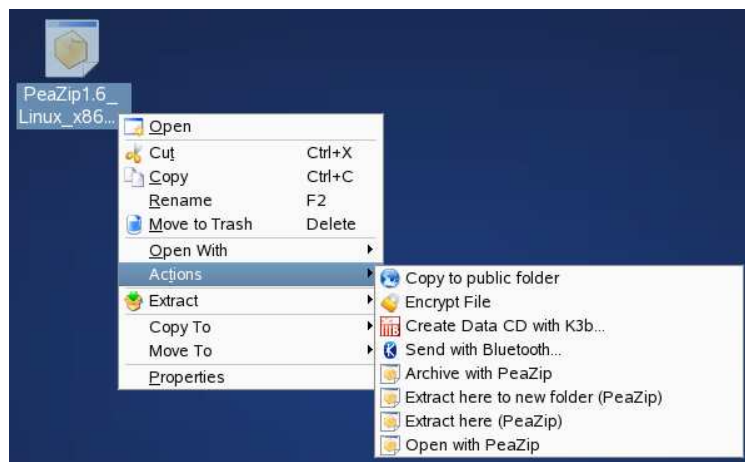 PeaZip1.6_
Linux_x86...
Open
Cut Ctrl+X
Copy Ctrl+C
Rename F2
Move to Trash Delete
Open With
Actions
Extract
Copy To
Move To
Properties
Copy to public folder
Encrypt File
Create Data CD with K3b...
Send with Bluetooth...
Archive with PeaZip
Extract here to new folder (PeaZip)
Extract here (PeaZip)
Open with PeaZip